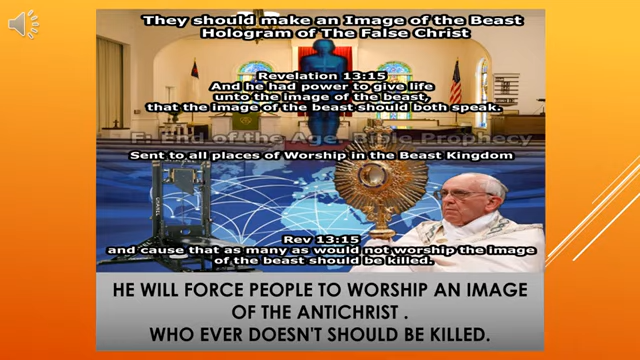 They should make an Image of the Beast
Hologram of The False Christ
Revelation 13:15
And he had power to give life
unto the image of the beast,
that the image of the beast should both speak.
E: End of the Age. Bible Prophecy
Sent to all places of Worship in the Beast Kingdom
Rev 13:15
and cause that as many as would not worship the image
of the beast should be killed.
HE WILL FORCE PEOPLE TO WORSHIP AN IMAGE
OF THE ANTICHRIST .
WHO EVER DOESN'T SHOULD BE KILLED.